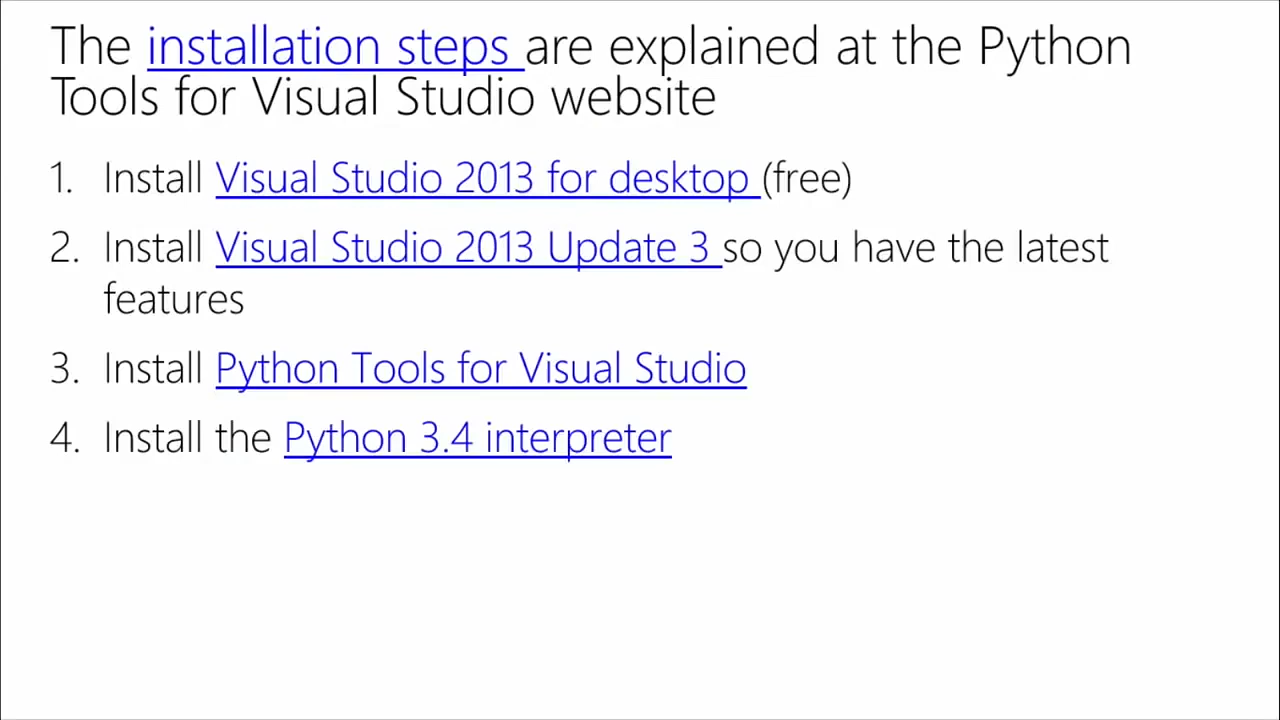 The installation steps are explained at the Python
Tools for Visual Studio website
1. Install Visual Studio 2013 for desktop (free)
2. Install Visual Studio 2013 Update 3 so you have the latest
features
3. Install Python Tools for Visual Studio
4. Install the Python 3.4 interpreter